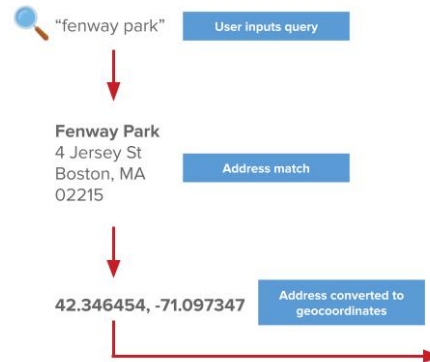 “fenway park”
User inputs query
Fenway Park
4 Jersey St
Boston, MA
02215
Address match
42.346454, -71.097347
Address converted to
geocoordinates